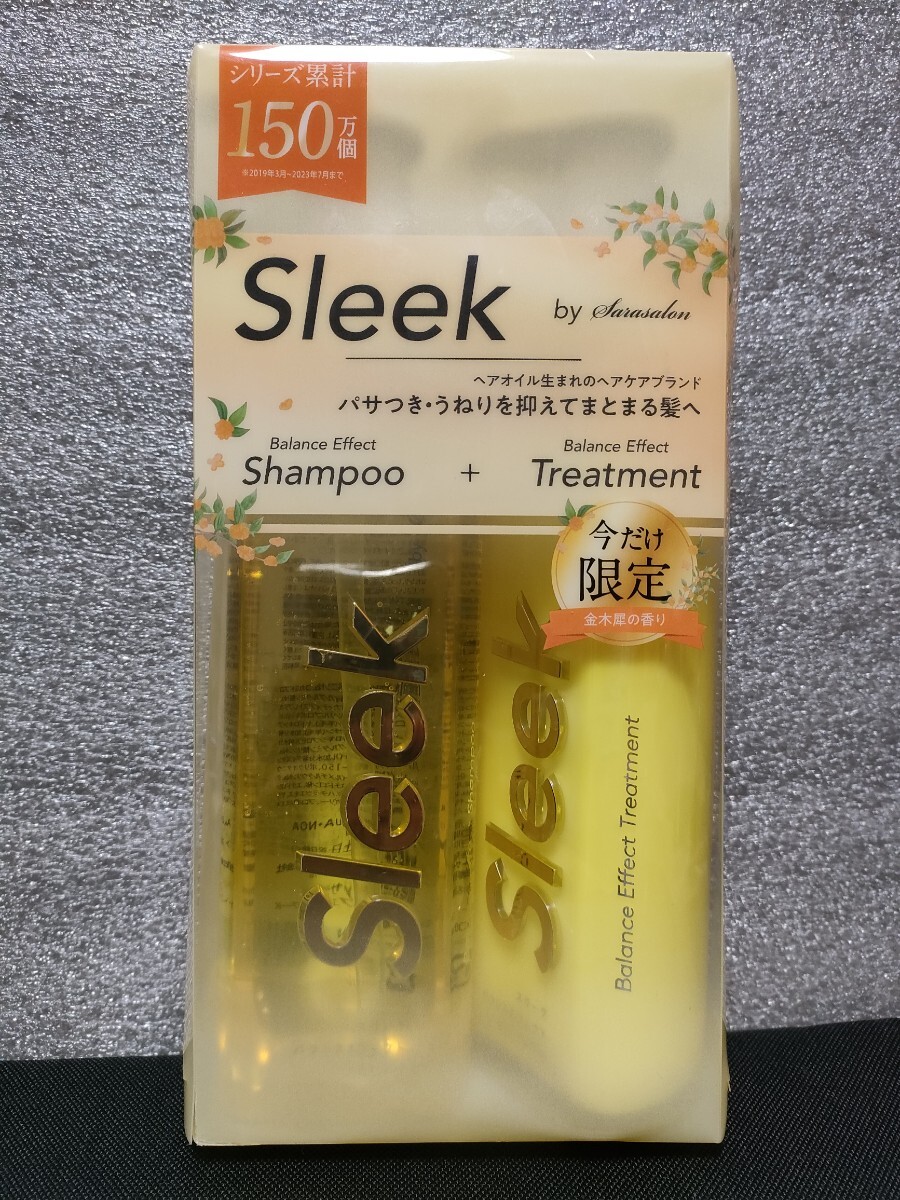 シリーズ累計
150万個
※2019年3月~2023年7月まで
Sleek by Sarasalon
ヘアオイル生まれのヘアケアブランド
パサつき・うねりを抑えてまとまる髪へ
Balance Effect
Shampoo
+
Balance Effect
Treatment
今だけ
限定
金木犀の香り
Sleek
Sleek
Balance Effect Treatment